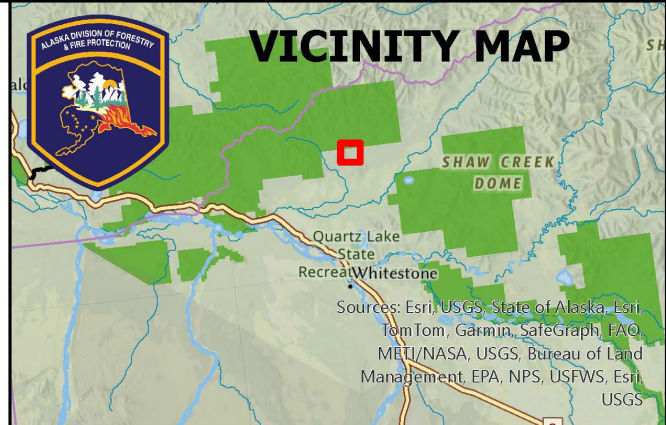 VICINITY MAP
ALASKA DIVISION OF FORESTRY
& FIRE PROTECTION
SHAW CREEK
DOME
Quartz Lake
State
Recreat
Whitestone
Sources: Esri, USGS, State of Alaska, Esri,
TomTom, Garmin, SafeGraph, FAO,
METI/NASA, USGS, Bureau of Land
Management, EPA, NPS, USFWS, Esri,
USGS